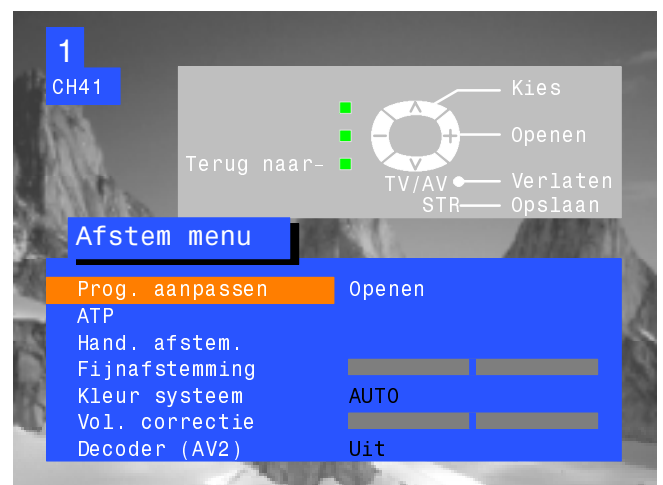 1
CH41
Kies
Openen
Terug naar-
TV/AV Verlaten
STR Opslaan
Afstem menu
Prog. aanpassen Openen
ATP
Hand. afstem.
Fijnafstemming
Kleur systeem AUTO
Vol. correctie
Decoder (AV2) Uit